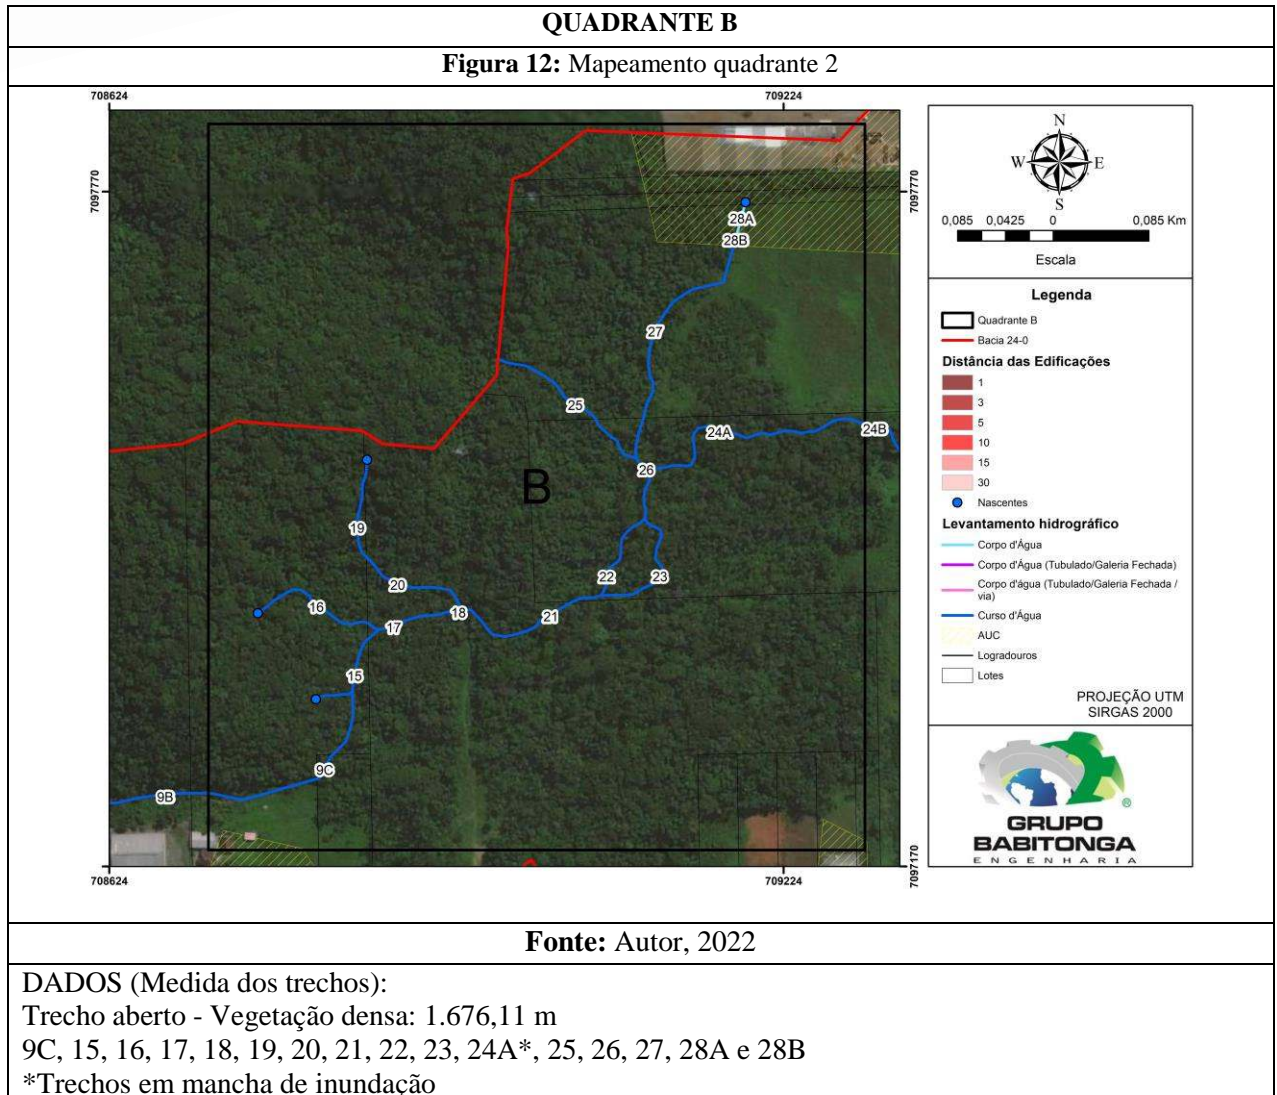 QUADRANTE B
Figura 12: Mapeamento quadrante 2
708624
709224
7097770
7097770
28A
28B
27
25
24A
24B
26
B
19
20
22
23
16
18
21
17
15
9C
9B
7097170
708624
709224
N
W
E
S
0,085 0,0425 0 0,085 Km
Escala
Legenda
Quadrante B
Bacia 24-0
Distância das Edificações
1
3
5
10
15
30
Nascentes
Levantamento hidrográfico
Corpo d'Água
Corpo d'Água (Tubulado/Galeria Fechada)
Corpo d'água (Tubulado/Galeria Fechada /
via)
Curso d'Água
AUC
Logradouros
Lotes
PROJEÇÃO UTM
SIRGAS 2000
®
GRUPO
BABITONGA
ENGENHARIA
Fonte: Autor, 2022
DADOS (Medida dos trechos):
Trecho aberto - Vegetação densa: 1.676,11 m
9C, 15, 16, 17, 18, 19, 20, 21, 22, 23, 24A*, 25, 26, 27, 28A e 28B
*Trechos em mancha de inundação